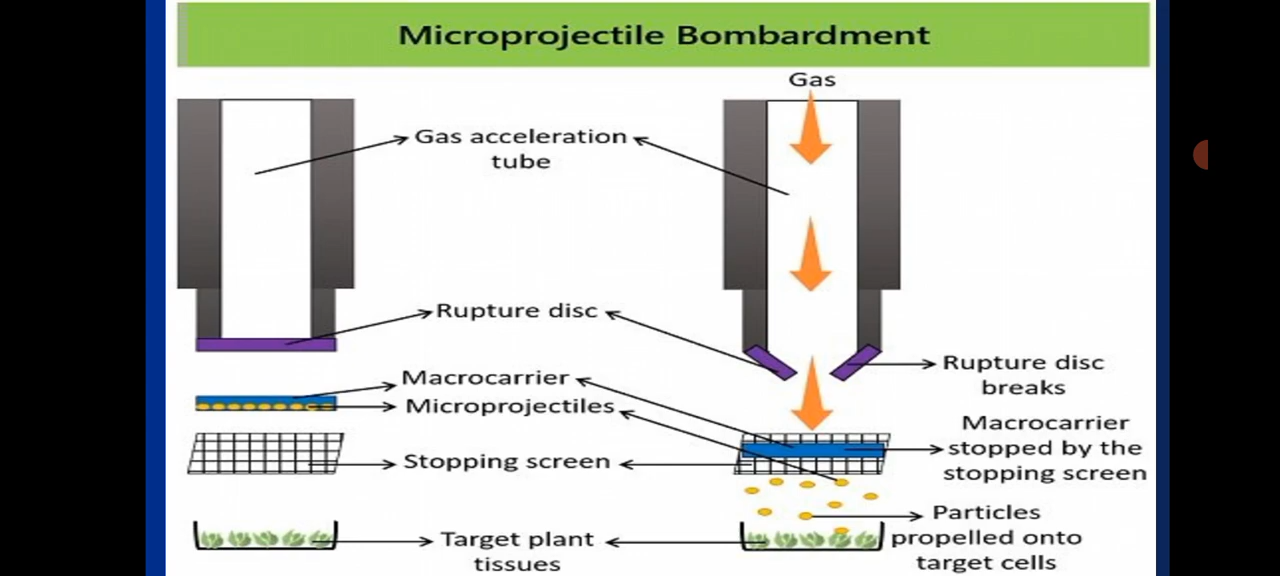 Microprojectile Bombardment
Gas
Gas acceleration
tube
Rupture disc
Rupture disc
breaks
Macrocarrier
Microprojectiles
Macrocarrier
stopped by the
stopping screen
Stopping screen
Particles
propelled onto
target cells
Target plant
tissues